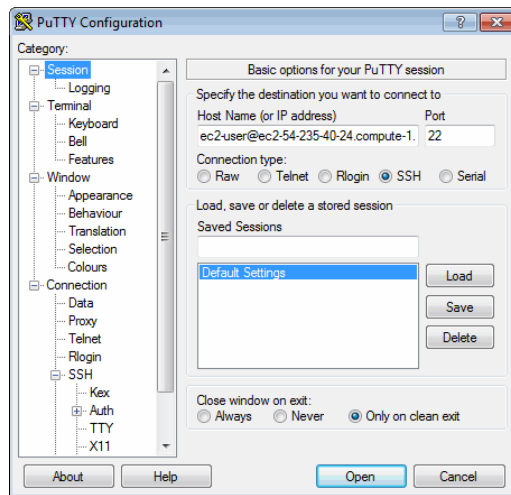 PuTTY Configuration
Category:
Session
Logging
Terminal
Keyboard
Bell
Features
Window
Appearance
Behaviour
Translation
Selection
Colours
Connection
Data
Proxy
Telnet
Rlogin
SSH
Kex
Auth
TTY
X11
Basic options for your PuTTY session
Specify the destination you want to connect to
Host Name (or IP address) Port
ec2-user@ec2-54-235-40-24.compute-1. 22
Connection type:
Raw Telnet Rlogin SSH Serial
Load, save or delete a stored session
Saved Sessions
Default Settings
Load
Save
Delete
Close window on exit:
Always Never Only on clean exit
About Help Open Cancel